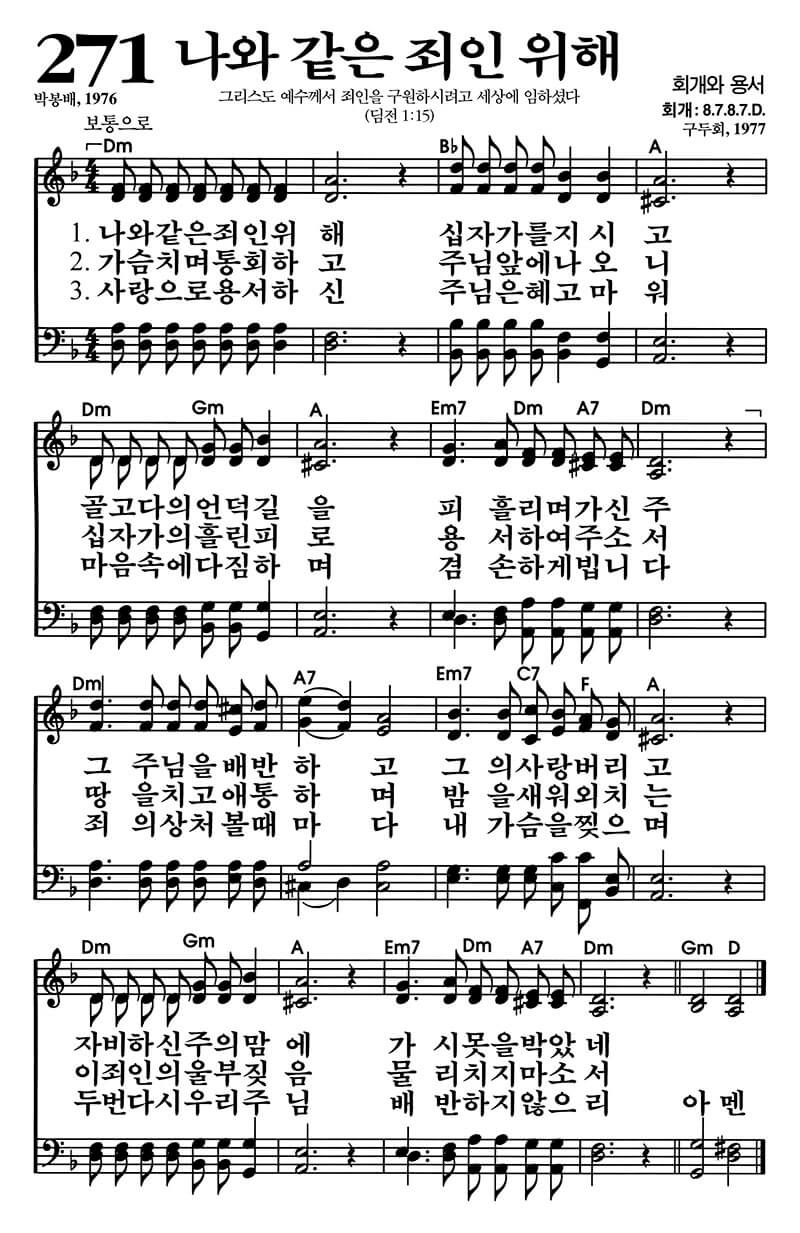 271 나와 같은 죄인 위해
박봉배, 1976
그리스도 예수께서 죄인을 구원하시려고 세상에 임하셨다
(딤전 1:15)
회개와 용서
회개: 8.7.8.7.D.
구두회, 1977
보통으로
Dm B♭ A
1. 나와같은죄인위 해 십자가를지 시 고
2. 가슴치며통회하 고 주님앞에나 오 니
3. 사랑으로용서하 신 주님은혜고 마 워
Dm Gm A Em7 Dm A7 Dm
골고다의언덕길 을 피 흘리며가신 주
십자가의흘린피 로 용 서하여주소 서
마음속에다짐하 며 겸 손하게빕니 다
Dm A7 Em7 C7 F A
그 주님을배반 하 고 그 의사랑버리 고
땅 을치고애통 하 며 밤 을새워외치 는
죄 의상처볼때 마 다 내 가슴을찢으 며
Dm Gm A Em7 Dm A7 Dm Gm D
자비하신주의맘 에 가 시못을박았 네
이죄인의울부짖 음 물 리치지마소 서
두번다시우리주 님 배 반하지않으 리 아 멘